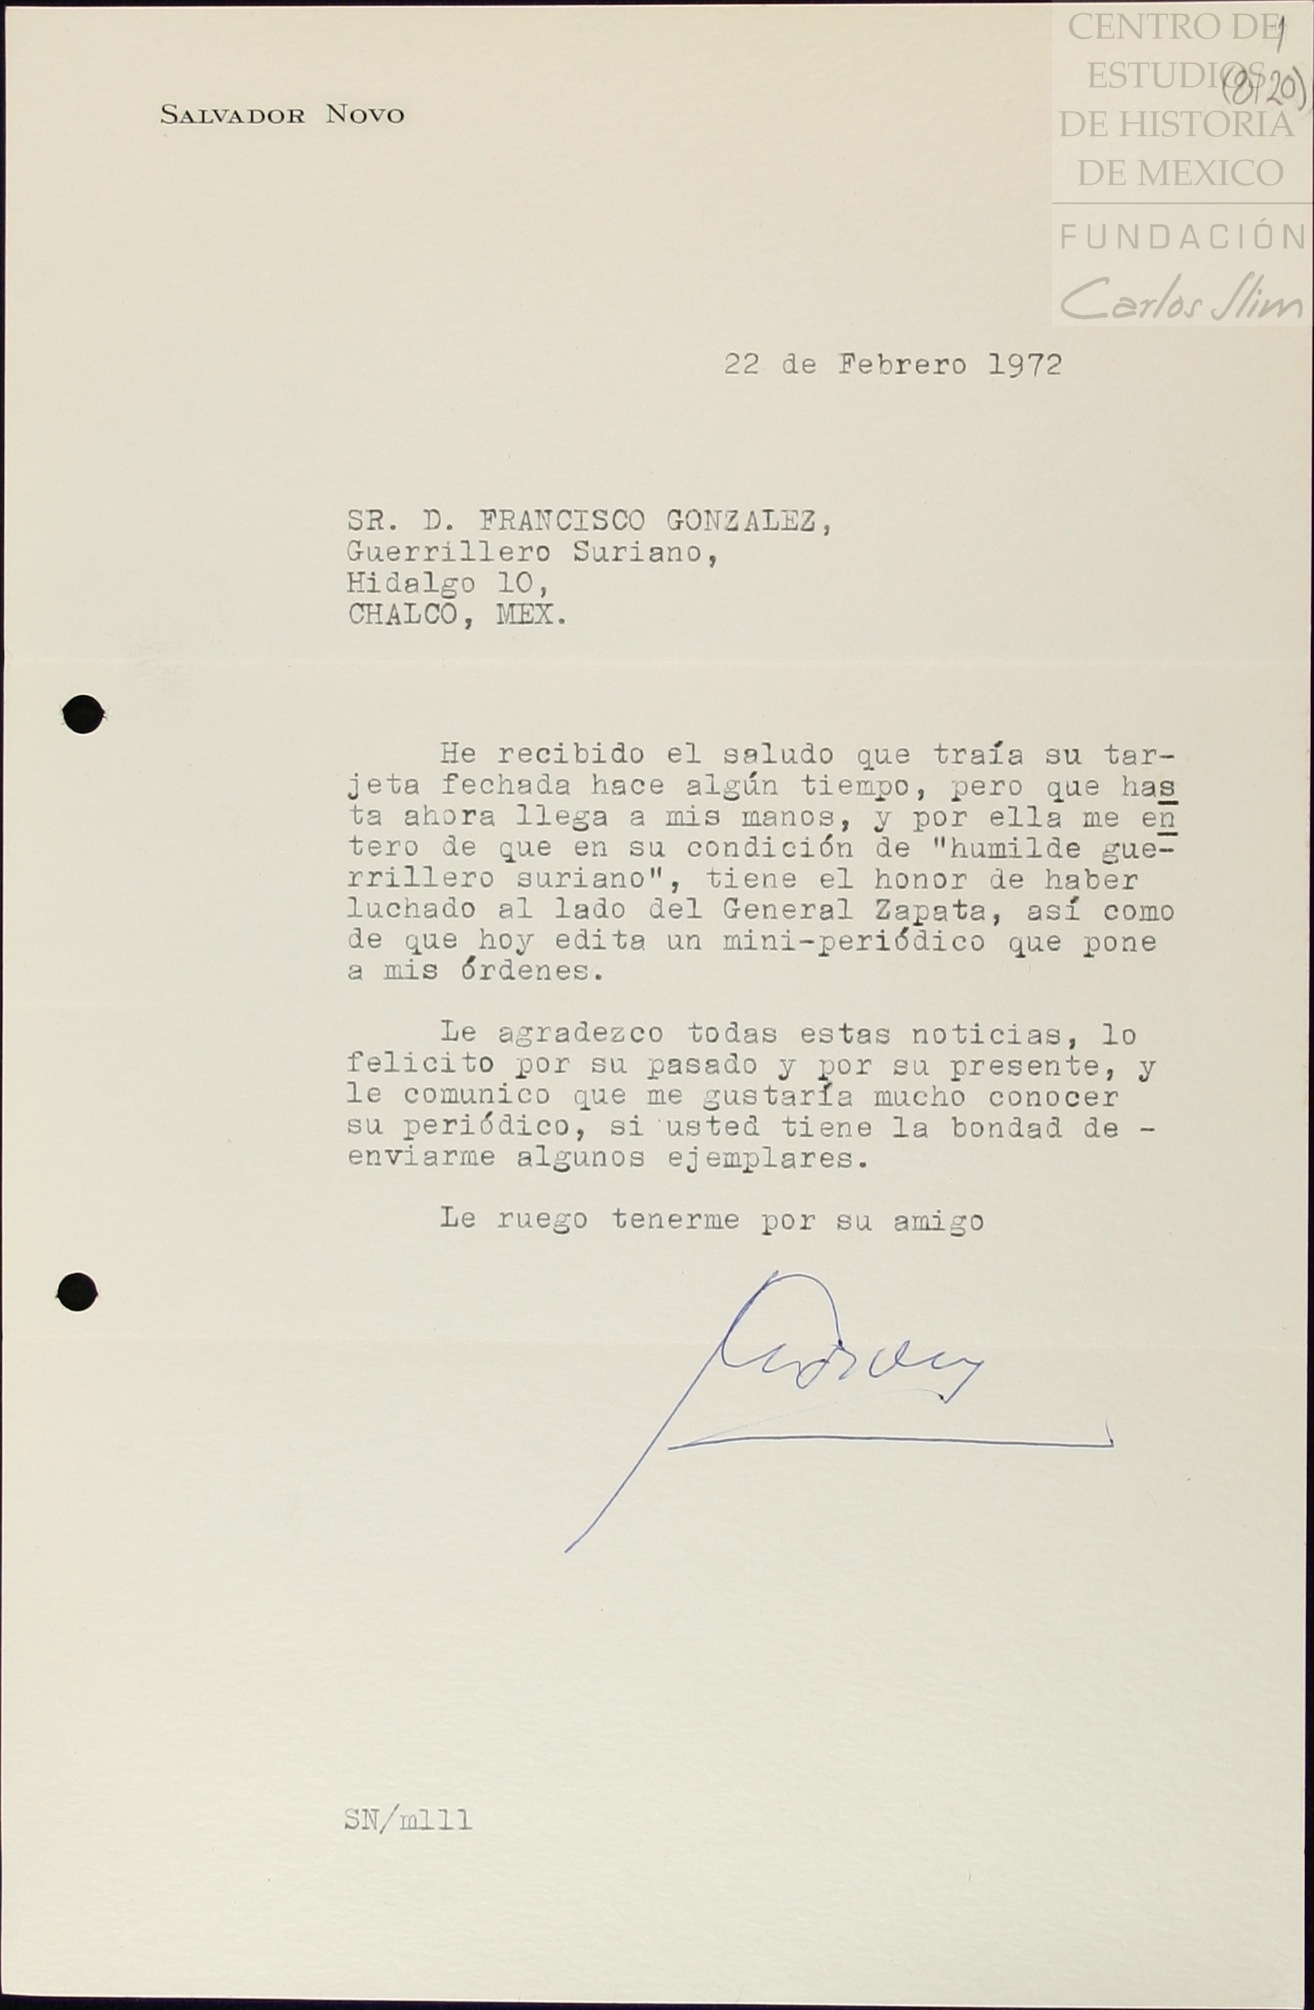 CENTRO DE
ESTUDIOS
DE HISTORIA
DE MEXICO
FUNDACIÓN
Carlos Slim
1
(8/20)
SALVADOR NOVO
22 de Febrero 1972
SR. D. FRANCISCO GONZALEZ,
Guerrillero Suriano,
Hidalgo 10,
CHALCO, MEX.
He recibido el saludo que traía su tar-
jeta fechada hace algún tiempo, pero que has
ta ahora llega a mis manos, y por ella me en
tero de que en su condición de "humilde gue-
rrillero suriano", tiene el honor de haber
luchado al lado del General Zapata, así como
de que hoy edita un mini-periódico que pone
a mis órdenes.
Le agradezco todas estas noticias, lo
felicito por su pasado y por su presente, y
le comunico que me gustaría mucho conocer
su periódico, si usted tiene la bondad de -
enviarme algunos ejemplares.
Le ruego tenerme por su amigo
SN/mlll